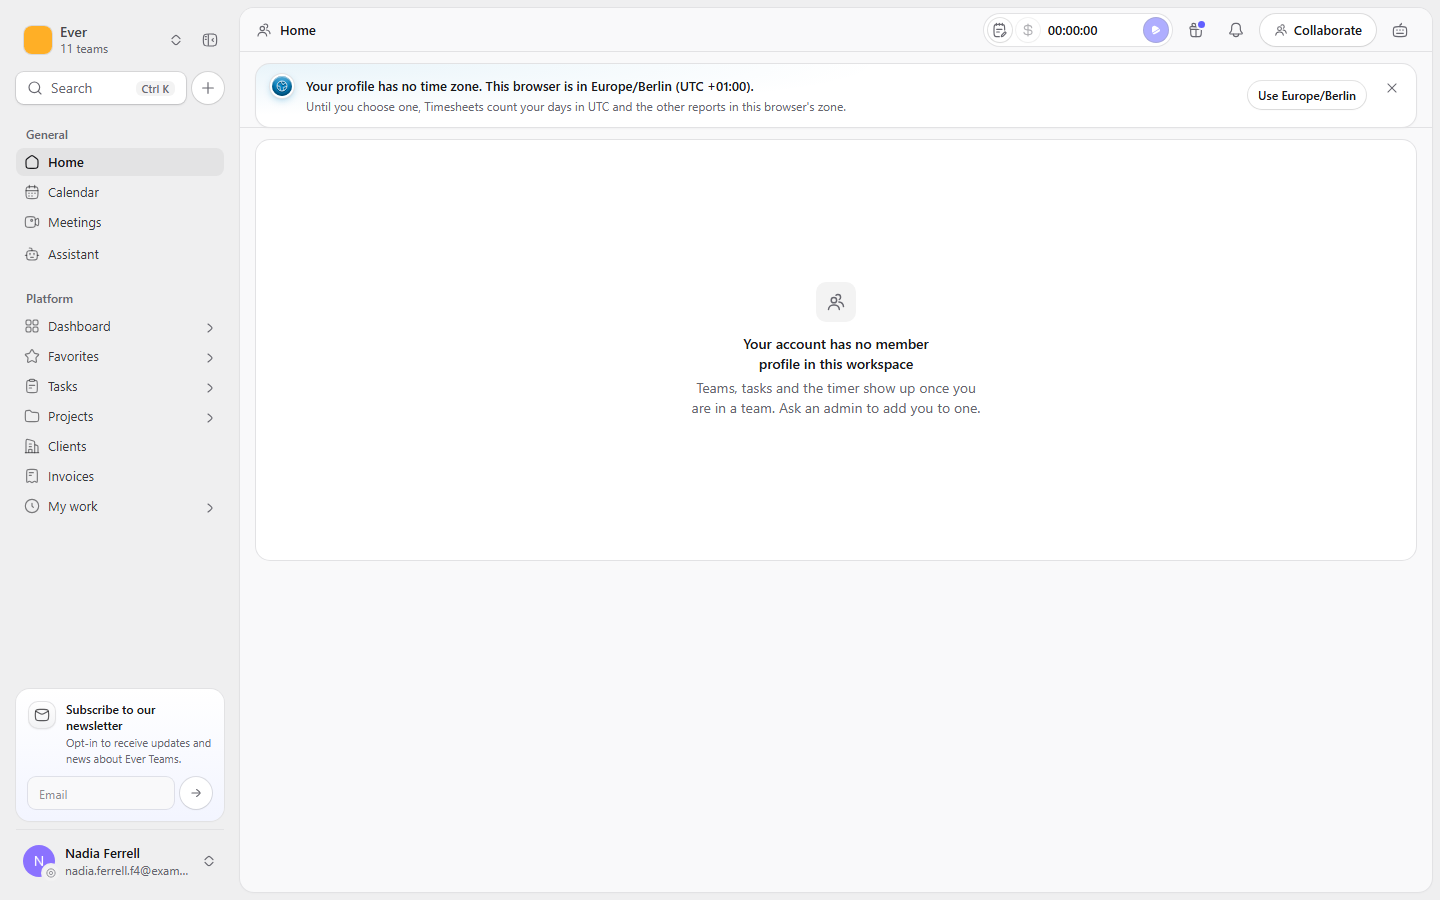 Ever
11 teams
Search
Ctrl K
General
Home
Calendar
Meetings
Assistant
Platform
Dashboard
Favorites
Tasks
Projects
Clients
Invoices
My work
Subscribe to our
newsletter
Opt-in to receive updates and
news about Ever Teams.
Email
N
Nadia Ferrell
nadia.ferrell.f4@exam...
Home
00:00:00
Collaborate
Your profile has no time zone. This browser is in Europe/Berlin (UTC +01:00).
Until you choose one, Timesheets count your days in UTC and the other reports in this browser's zone.
Use Europe/Berlin
Your account has no member
profile in this workspace
Teams, tasks and the timer show up once you
are in a team. Ask an admin to add you to one.